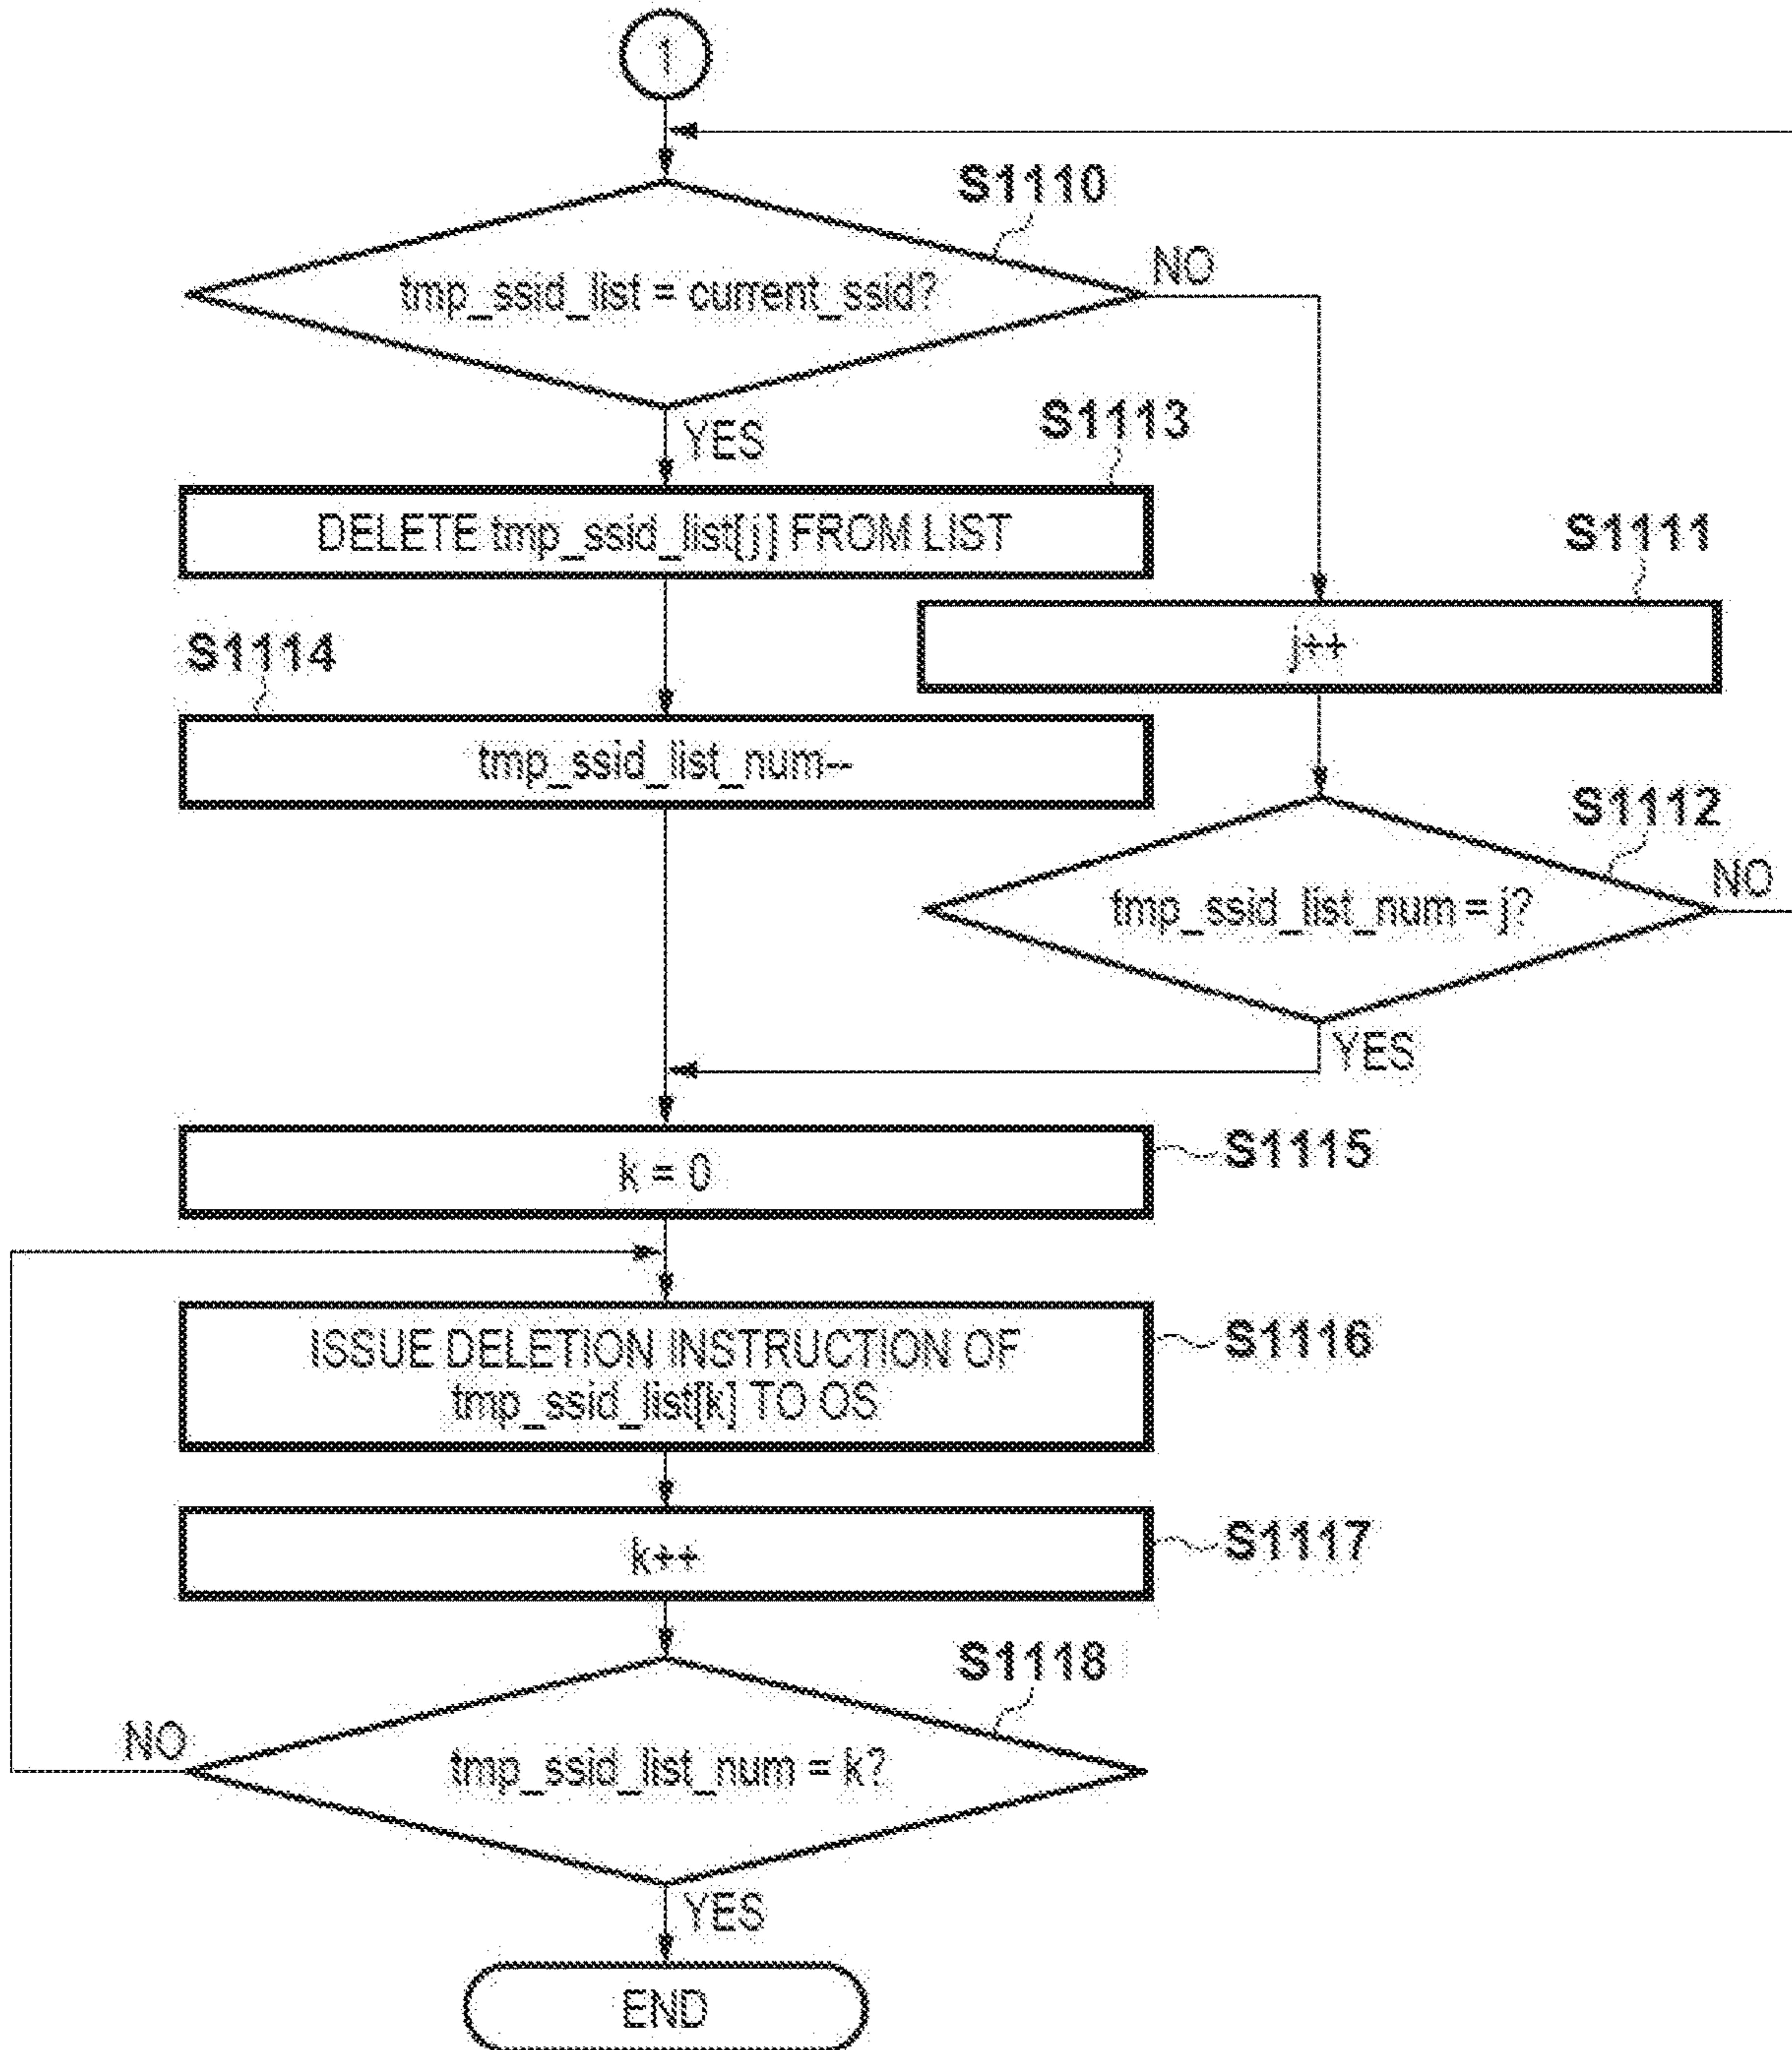 1
S1110
tmp_ssid_list = current_ssid?
NO
YES
S1113
DELETE tmp_ssid_list[j] FROM LIST
S1111
j++
S1114
tmp_ssid_list_num--
S1112
tmp_ssid_list_num = j?
NO
YES
k = 0
S1115
ISSUE DELETION INSTRUCTION OF
tmp_ssid_list[k] TO OS
S1116
k++
S1117
S1118
tmp_ssid_list_num = k?
NO
YES
END